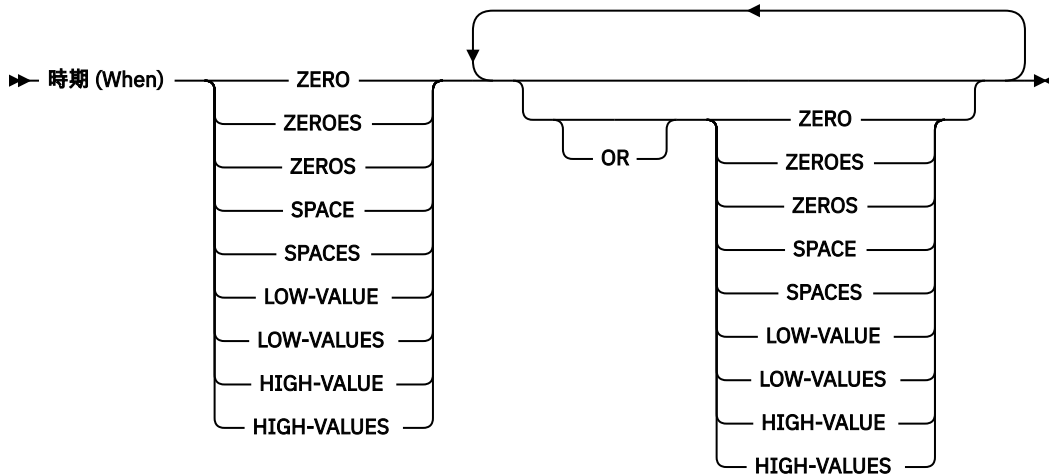 時期 (When)
ZERO
ZEROES
ZEROS
SPACE
SPACES
LOW-VALUE
LOW-VALUES
HIGH-VALUE
HIGH-VALUES
OR
ZERO
ZEROES
ZEROS
SPACE
SPACES
LOW-VALUE
LOW-VALUES
HIGH-VALUE
HIGH-VALUES